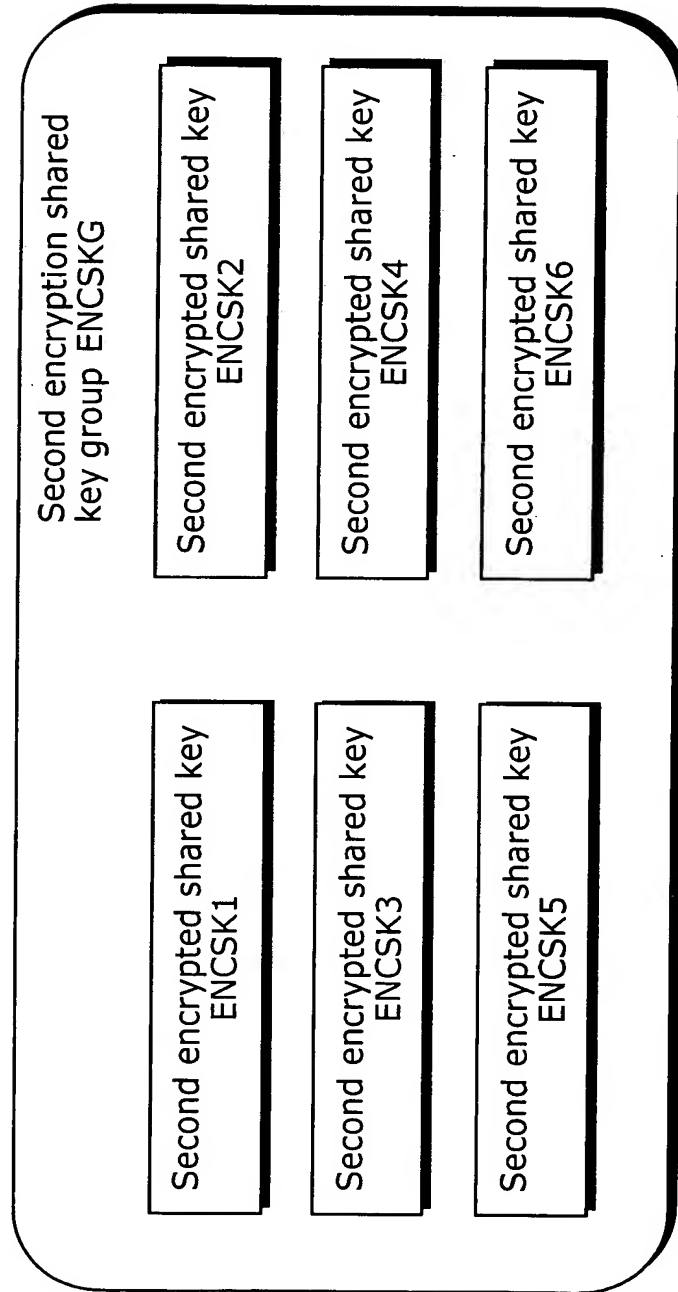 Second encryption shared
key group ENCSKG
Second encrypted shared key
ENCSK1
Second encrypted shared key
ENCSK2
Second encrypted shared key
ENCSK3
Second encrypted shared key
ENCSK4
Second encrypted shared key
ENCSK5
Second encrypted shared key
ENCSK6